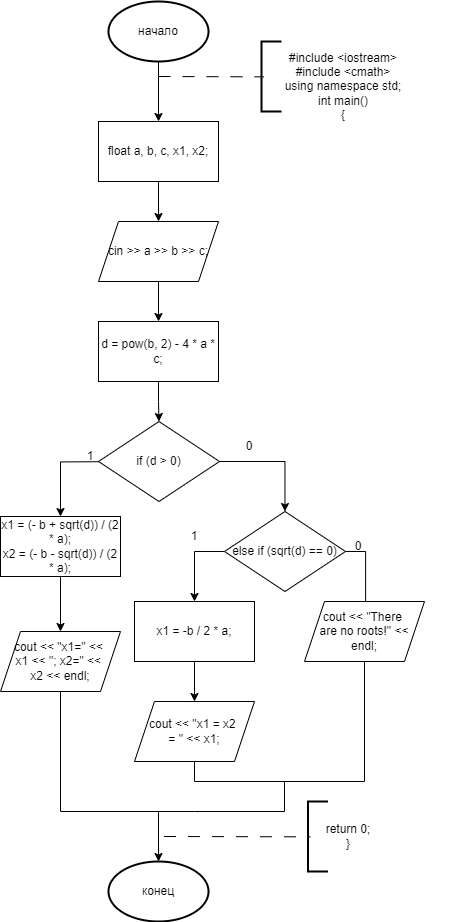 начало
#include <iostream>
#include <cmath>
using namespace std;
int main()
{
float a, b, c, x1, x2;
cin >> a >> b >> c;
d = pow(b, 2) - 4 * a *
c;
if (d > 0)
1
0
x1 = (- b + sqrt(d)) / (2
* a);
x2 = (- b - sqrt(d)) / (2
* a);
else if (sqrt(d) == 0)
1
0
cout << "x1=" <<
x1 << "; x2=" <<
x2 << endl;
x1 = -b / 2 * a;
cout << "There
are no roots!" <<
endl;
cout << "x1 = x2
= " << x1;
return 0;
}
конец